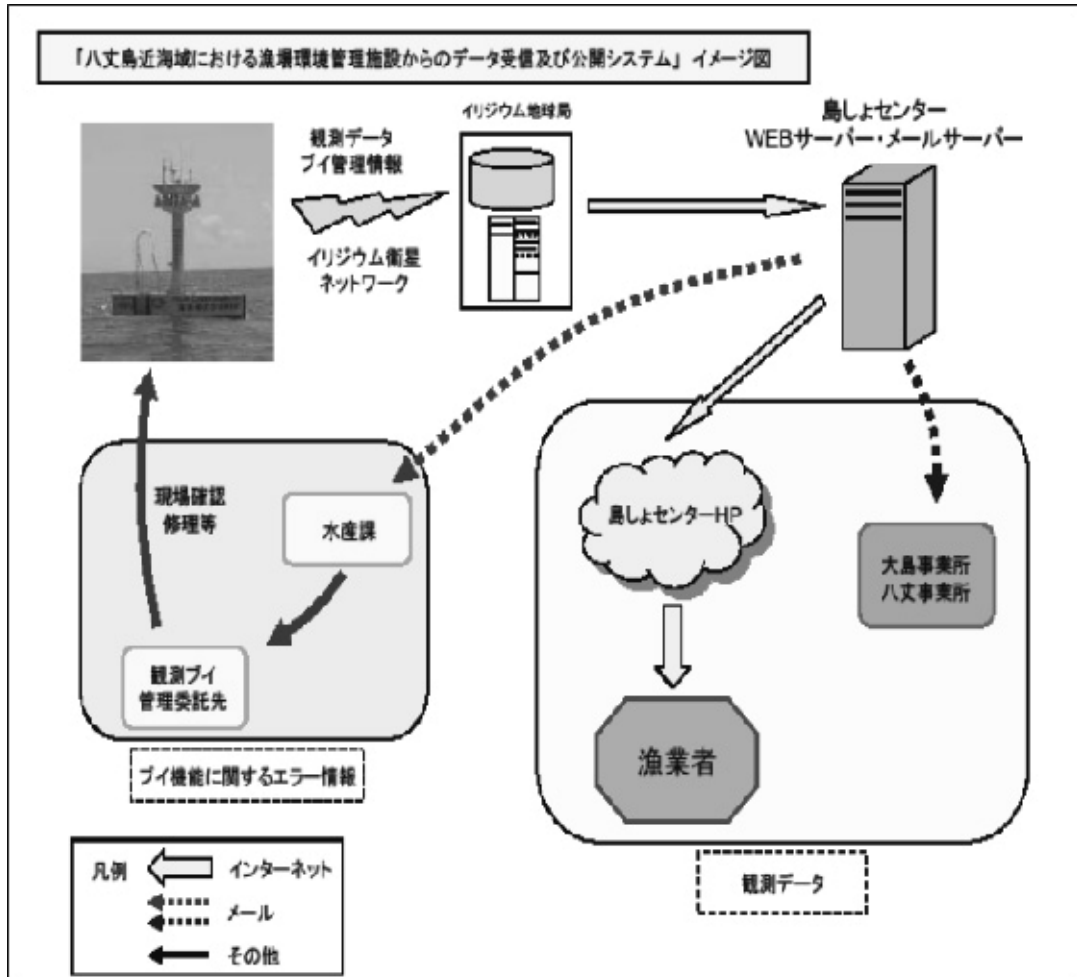 「八丈島近海域における漁場環境管理施設からのデータ受信及び公開システム」 イメージ図
観測データ
ブイ管理情報
イリジウム衛星
ネットワーク
イリジウム地球局
島しょセンター
WEBサーバー・メールサーバー
現場確認
修理等
水産課
観測ブイ
管理委託先
ブイ機能に関するエラー情報
島しょセンターHP
大島事業所
八丈事業所
漁業者
観測データ
凡例
インターネット
メール
その他